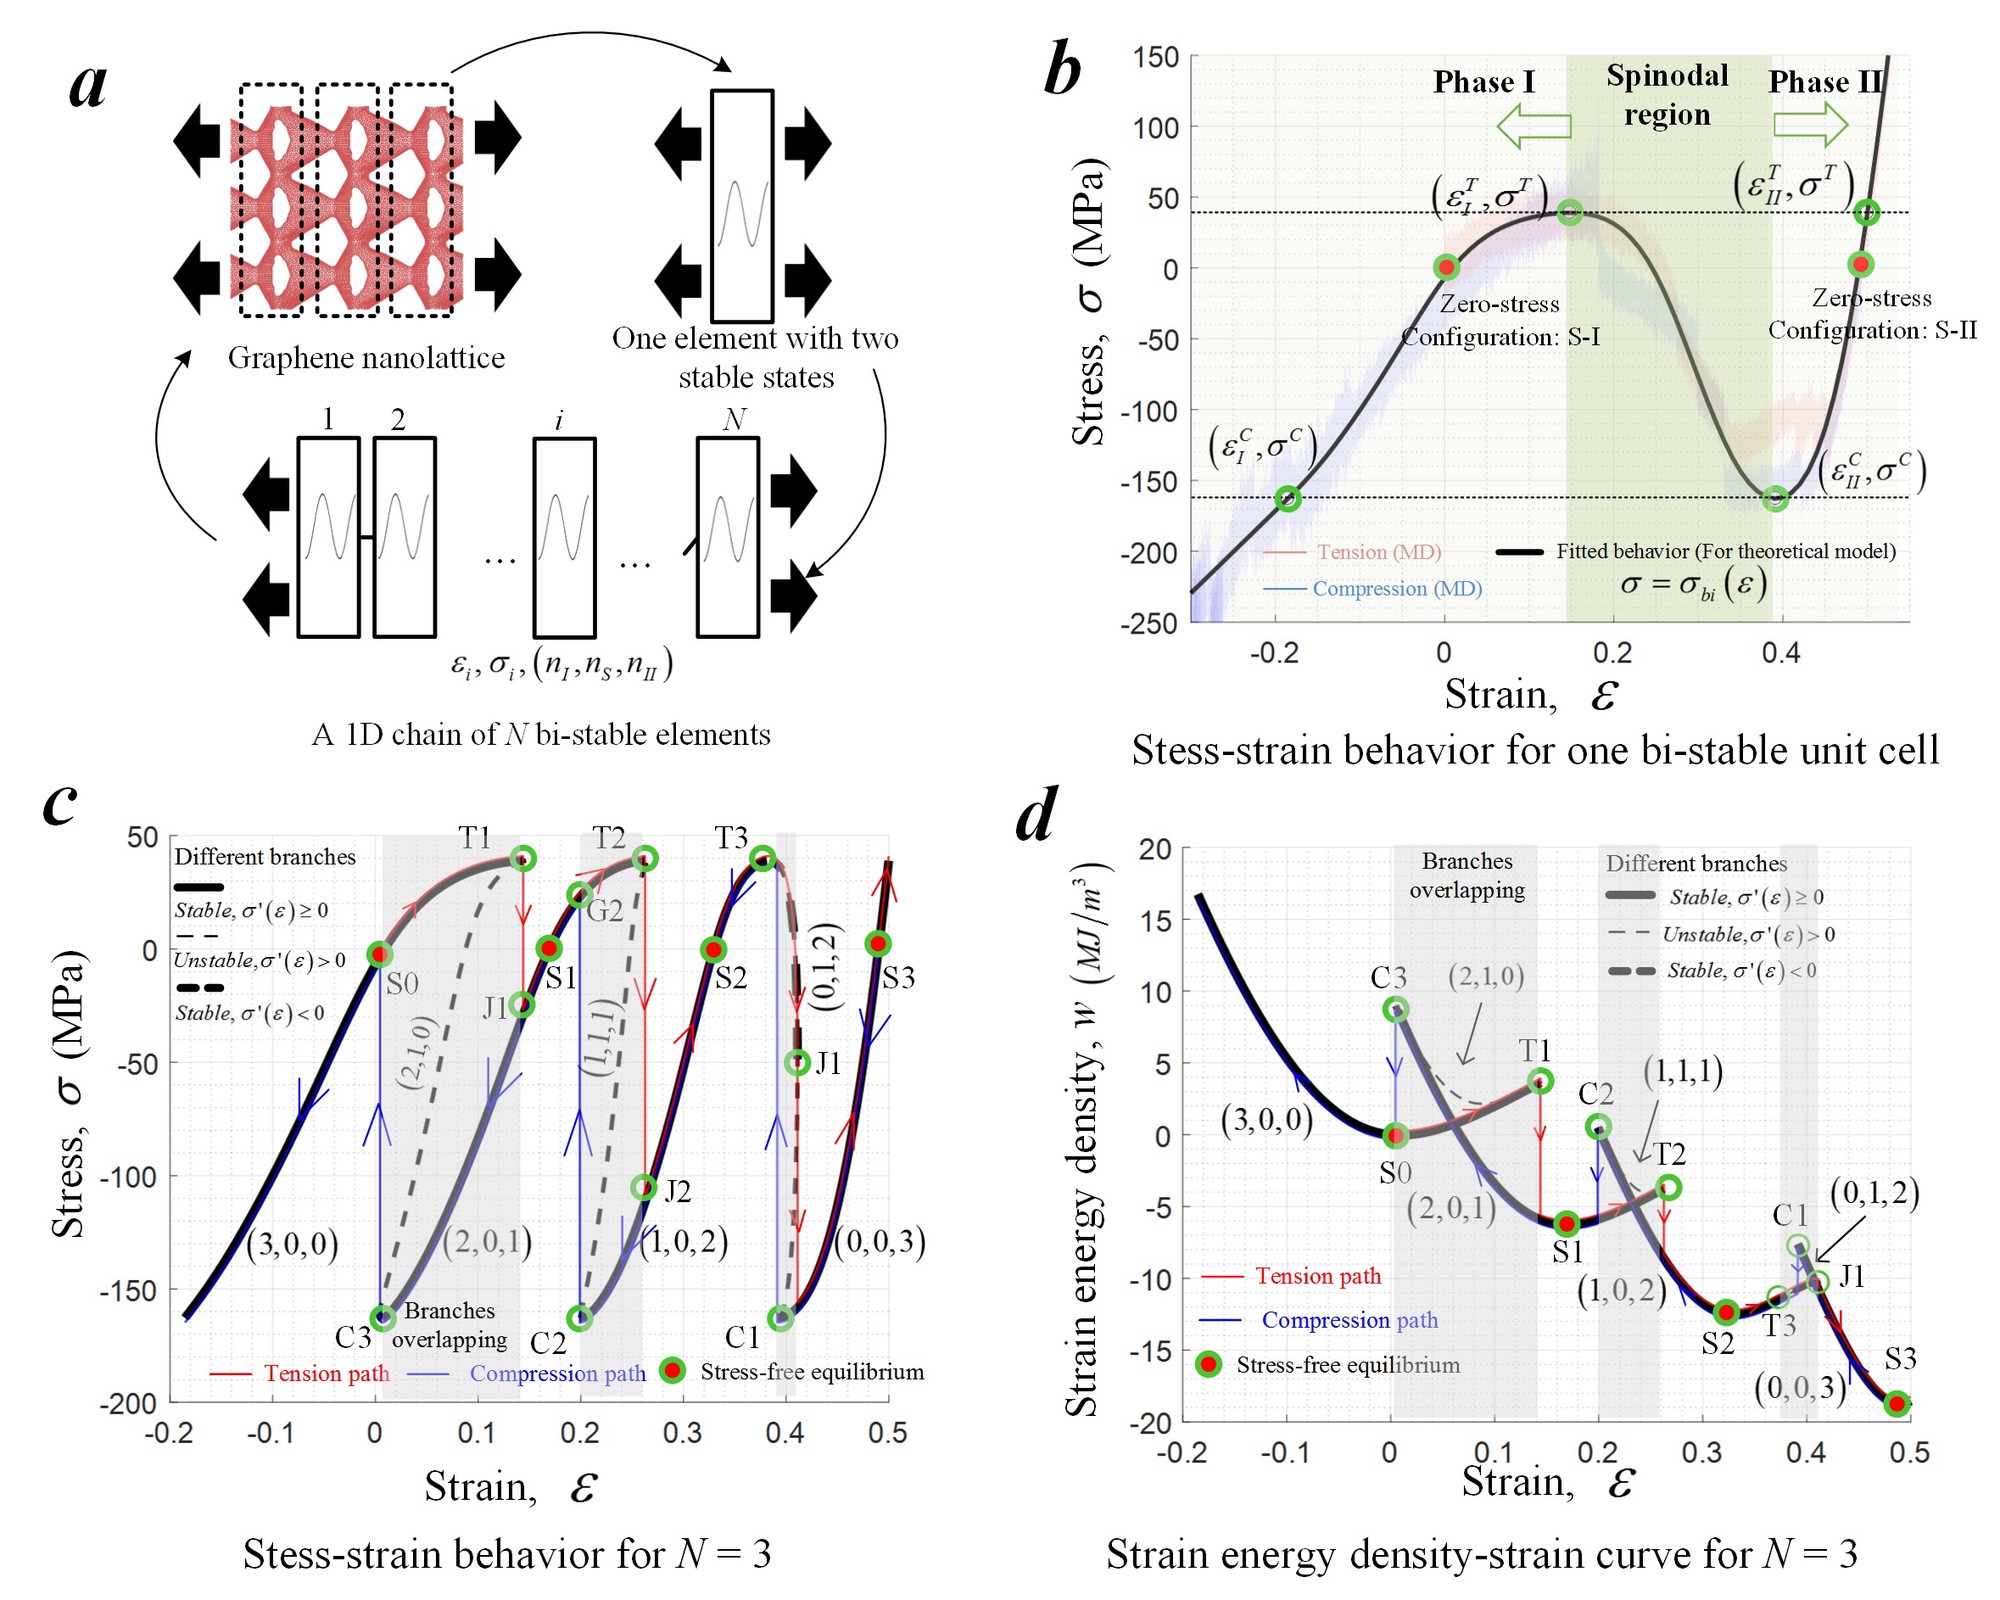 a
Graphene nanolattice
One element with two
stable states
1 2 i N
... ...
εᵢ, σᵢ, (n_I, n_S, n_II)
A 1D chain of N bi-stable elements
b
Phase I
Spinodal
region
Phase II
(ε_I^T, σ^T)
(ε_II^T, σ^T)
Zero-stress
Configuration: S-I
Zero-stress
Configuration: S-II
(ε_I^C, σ^C)
(ε_II^C, σ^C)
Tension (MD)
Compression (MD)
Fitted behavior (For theoretical model)
σ = σ_bi (ε)
150
100
50
0
-50
-100
-150
-200
-250
-0.2 0 0.2 0.4
Stress, σ (MPa)
Strain, ε
Stess-strain behavior for one bi-stable unit cell
c
Different branches
Stable, σ'(ε)≥0
Unstable,σ'(ε)>0
Stable, σ'(ε)<0
T1 T2 T3
S0
G2
J1
S1
S2
J1
S3
J2
(2,1,0)
(1,1,1)
(0,1,2)
(3,0,0)
(2,0,1)
(1,0,2)
(0,0,3)
C3
C2
C1
Branches
overlapping
Tension path
Compression path
Stress-free equilibrium
50
0
-50
-100
-150
-200
-0.2 -0.1 0 0.1 0.2 0.3 0.4 0.5
Stress, σ (MPa)
Strain, ε
Stess-strain behavior for N = 3
d
Branches
overlapping
Different branches
Stable, σ'(ε)≥0
Unstable,σ'(ε)>0
Stable, σ'(ε)<0
C3
(2,1,0)
T1
C2
(1,1,1)
(3,0,0)
S0
T2
(2,0,1)
(0,1,2)
C1
S1
J1
(1,0,2)
T3
S2
S3
(0,0,3)
Tension path
Compression path
Stress-free equilibrium
20
15
10
5
0
-5
-10
-15
-20
-0.2 -0.1 0 0.1 0.2 0.3 0.4 0.5
Strain energy density, w (MJ/m³)
Strain, ε
Strain energy density-strain curve for N = 3